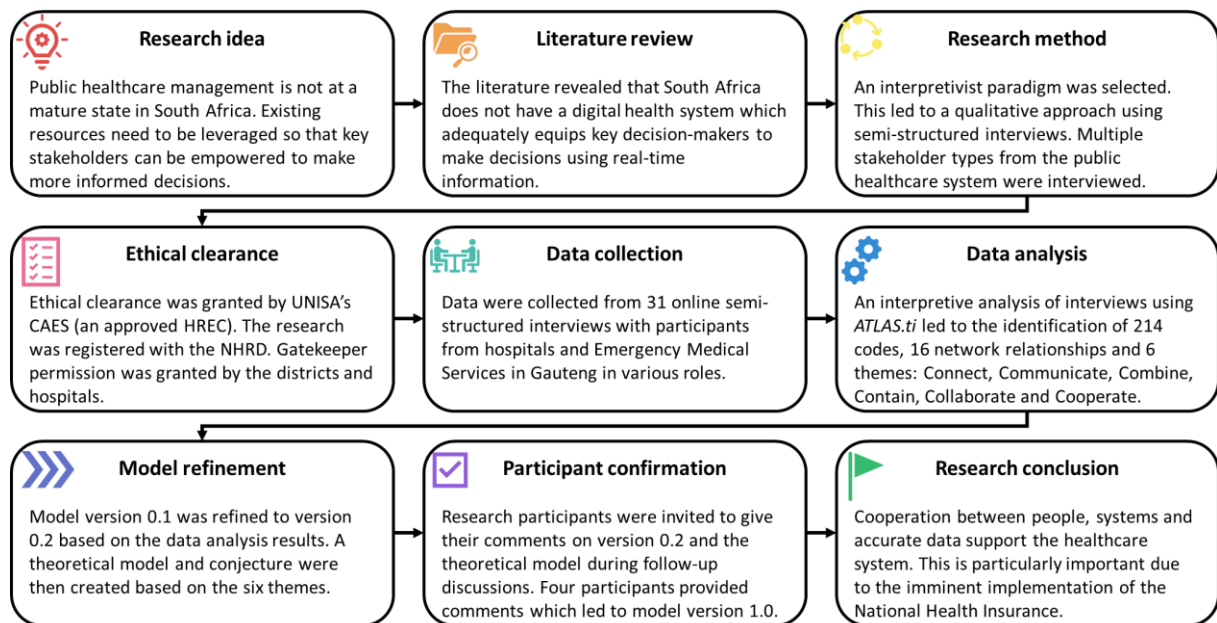 Research idea
Public healthcare management is not at a
mature state in South Africa. Existing
resources need to be leveraged so that key
stakeholders can be empowered to make
more informed decisions.
Literature review
The literature revealed that South Africa
does not have a digital health system which
adequately equips key decision-makers to
make decisions using real-time
information.
Research method
An interpretivist paradigm was selected.
This led to a qualitative approach using
semi-structured interviews. Multiple
stakeholder types from the public
healthcare system were interviewed.
Ethical clearance
Ethical clearance was granted by UNISA's
CAES (an approved HREC). The research
was registered with the NHRD. Gatekeeper
permission was granted by the districts and
hospitals.
Data collection
Data were collected from 31 online semi-
structured interviews with participants
from hospitals and Emergency Medical
Services in Gauteng in various roles.
Data analysis
An interpretive analysis of interviews using
ATLAS.ti led to the identification of 214
codes, 16 network relationships and 6
themes: Connect, Communicate, Combine,
Contain, Collaborate and Cooperate.
Model refinement
Model version 0.1 was refined to version
0.2 based on the data analysis results. A
theoretical model and conjecture were
then created based on the six themes.
Participant confirmation
Research participants were invited to give
their comments on version 0.2 and the
theoretical model during follow-up
discussions. Four participants provided
comments which led to model version 1.0.
Research conclusion
Cooperation between people, systems and
accurate data support the healthcare
system. This is particularly important due
to the imminent implementation of the
National Health Insurance.